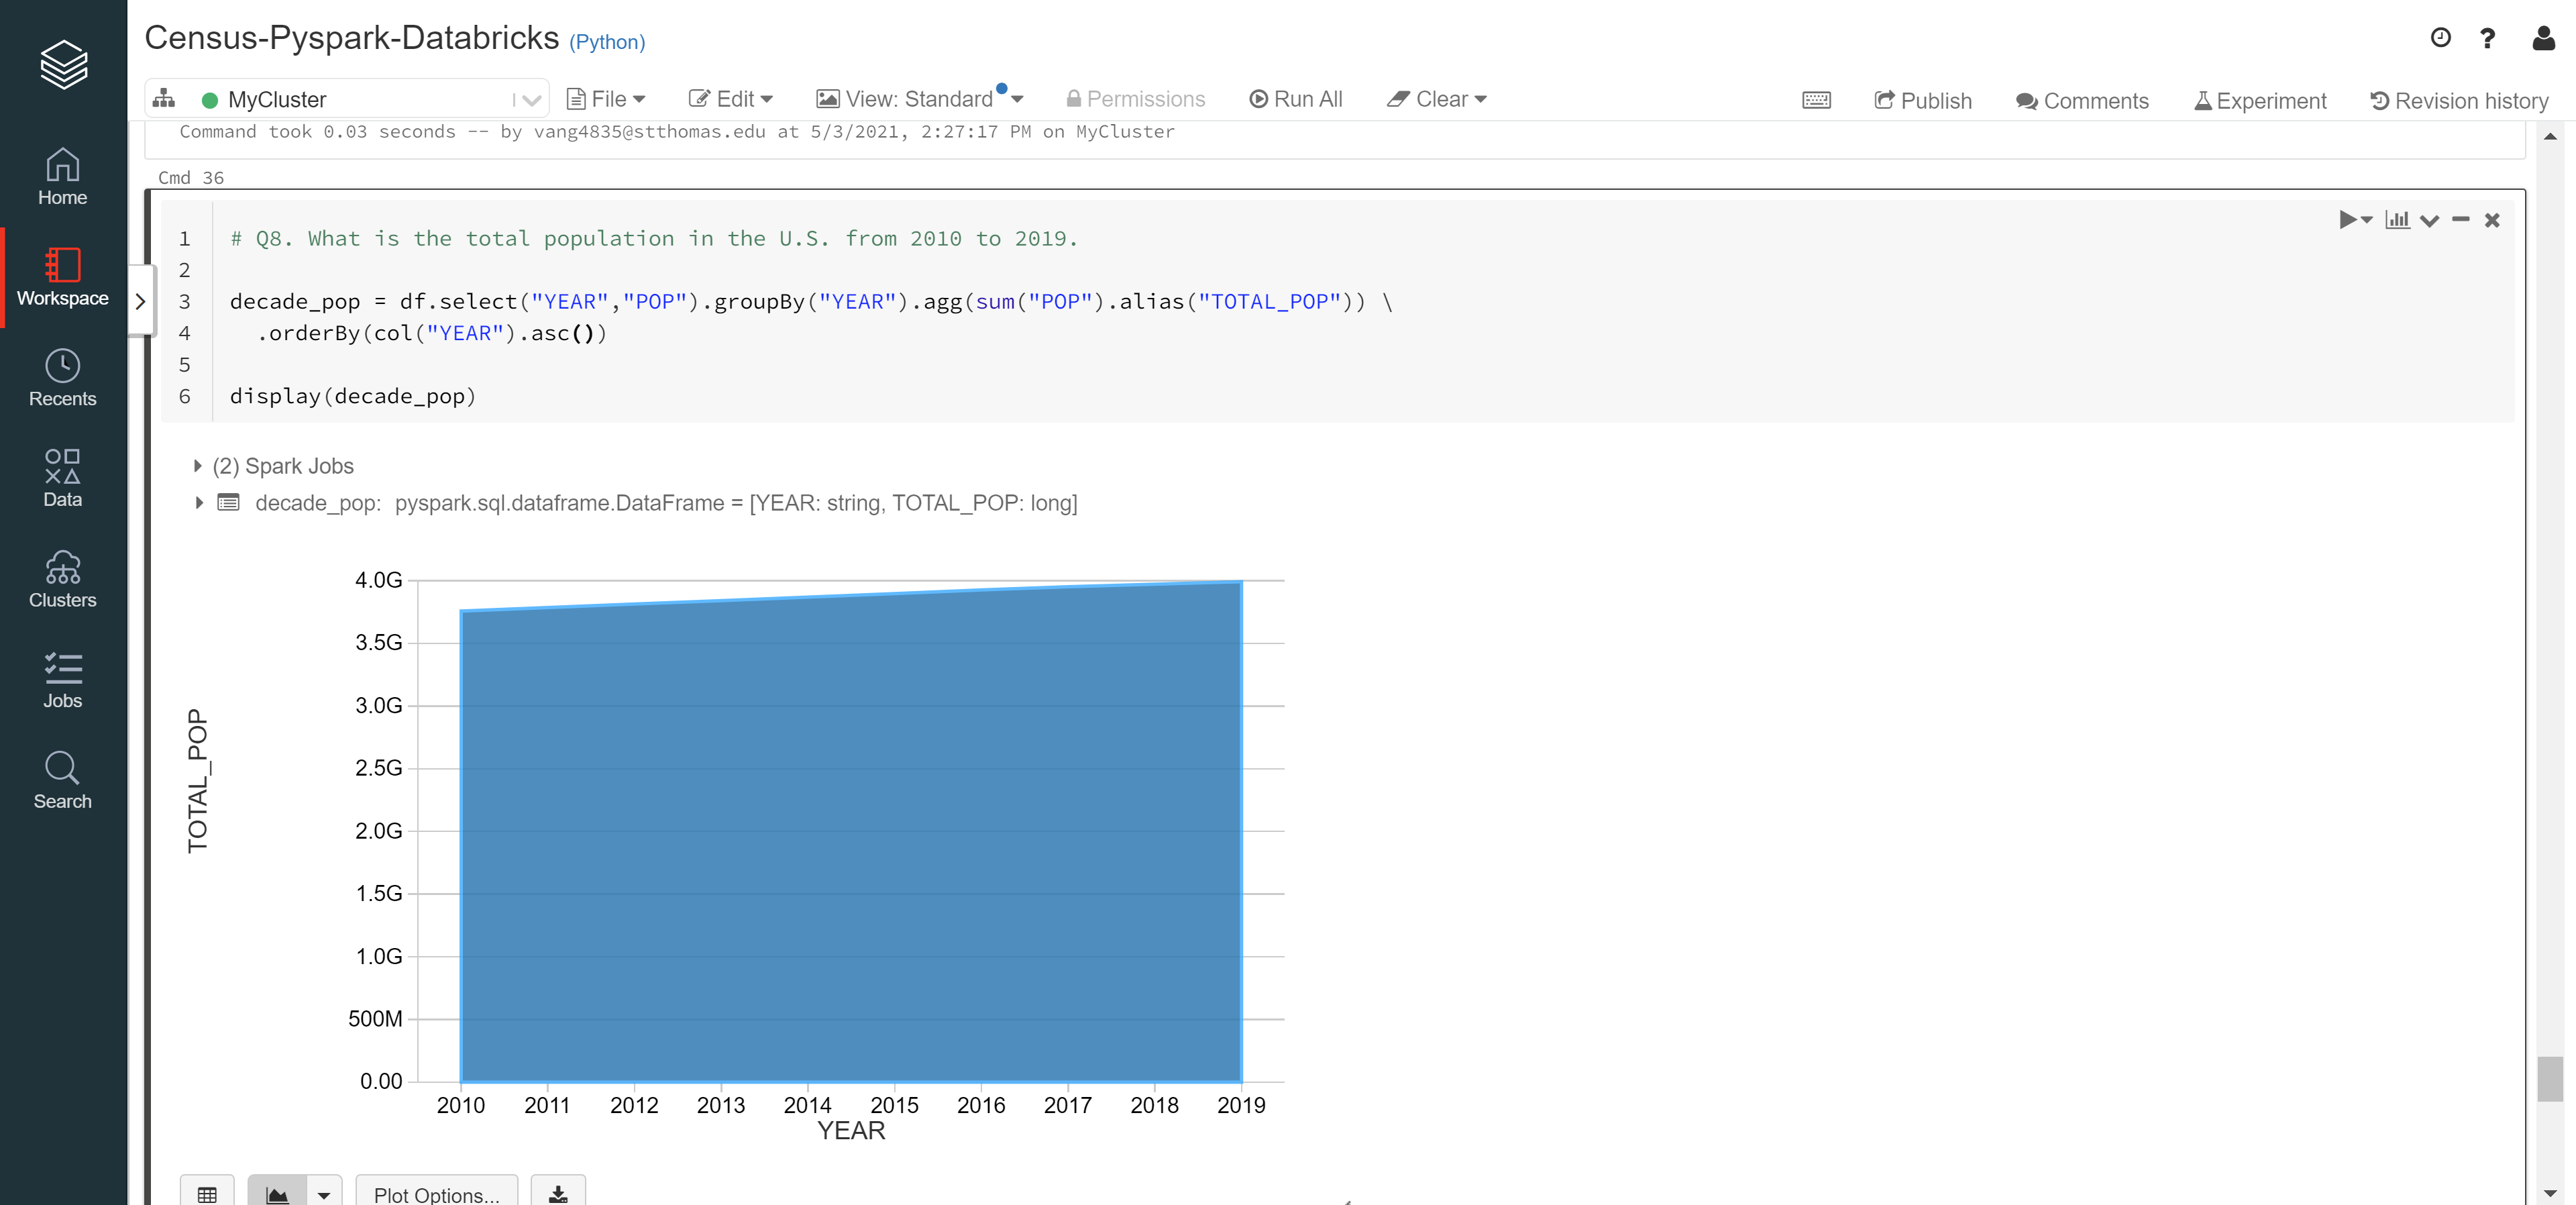 Census-Pyspark-Databricks (Python)
MyCluster
File
Edit
View: Standard
Permissions
Run All
Clear
Publish
Comments
Experiment
Revision history
Home
Workspace
Recents
Data
Clusters
Jobs
Search
Command took 0.03 seconds -- by vang4835@stthomas.edu at 5/3/2021, 2:27:17 PM on MyCluster
Cmd 36
1 # Q8. What is the total population in the U.S. from 2010 to 2019.
2
3 decade_pop = df.select("YEAR","POP").groupBy("YEAR").agg(sum("POP").alias("TOTAL_POP")) \
4 .orderBy(col("YEAR").asc())
5
6 display(decade_pop)
(2) Spark Jobs
decade_pop: pyspark.sql.dataframe.DataFrame = [YEAR: string, TOTAL_POP: long]
TOTAL_POP
4.0G
3.5G
3.0G
2.5G
2.0G
1.5G
1.0G
500M
0.00
2010 2011 2012 2013 2014 2015 2016 2017 2018 2019
YEAR
Plot Options...